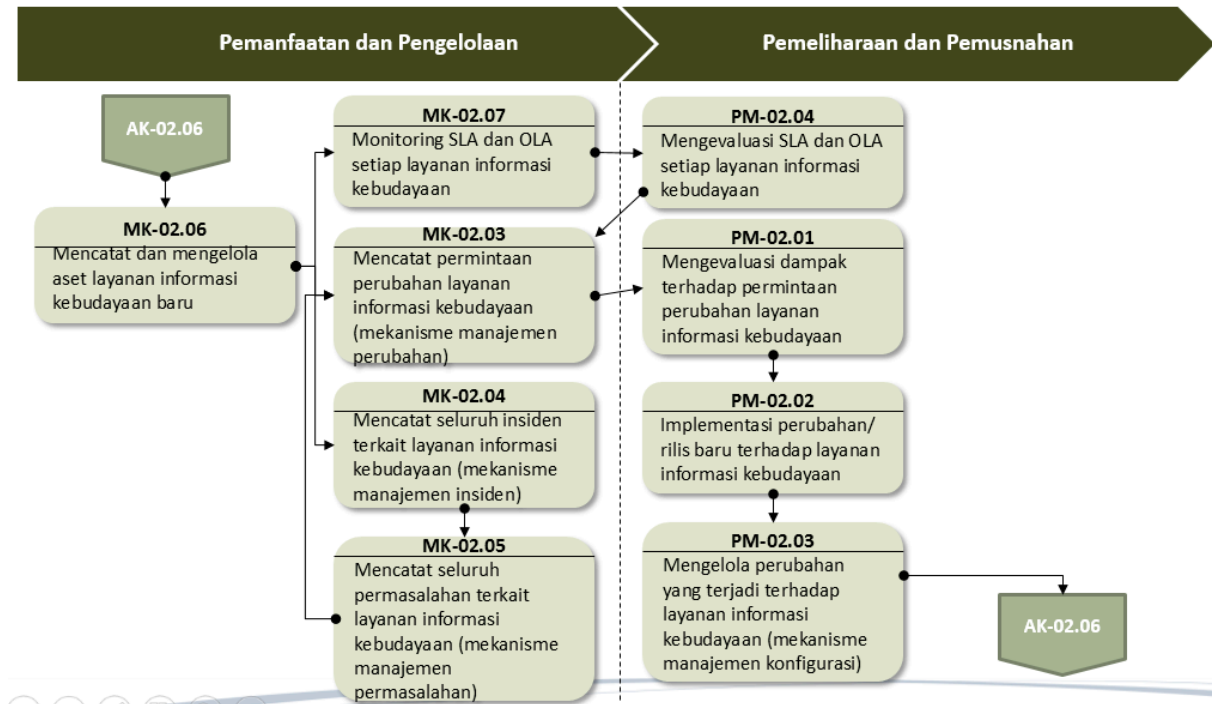 Pemanfaatan dan Pengelolaan
Pemeliharaan dan Pemusnahan
AK-02.06
MK-02.06
Mencatat dan mengelola
aset layanan informasi
kebudayaan baru
MK-02.07
Monitoring SLA dan OLA
setiap layanan informasi
kebudayaan
MK-02.03
Mencatat permintaan
perubahan layanan
informasi kebudayaan
(mekanisme manajemen
perubahan)
MK-02.04
Mencatat seluruh insiden
terkait layanan informasi
kebudayaan (mekanisme
manajemen insiden)
MK-02.05
Mencatat seluruh
permasalahan terkait
layanan informasi
kebudayaan (mekanisme
manajemen
permasalahan)
PM-02.04
Mengevaluasi SLA dan OLA
setiap layanan informasi
kebudayaan
PM-02.01
Mengevaluasi dampak
terhadap permintaan
perubahan layanan
informasi kebudayaan
PM-02.02
Implementasi perubahan/
rilis baru terhadap layanan
informasi kebudayaan
PM-02.03
Mengelola perubahan
yang terjadi terhadap
layanan informasi
kebudayaan (mekanisme
manajemen konfigurasi)
AK-02.06